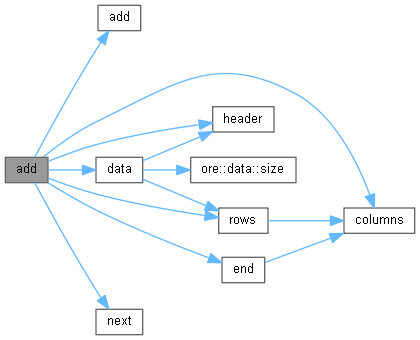 add
header
add
data
ore::data::size
rows
columns
end
next